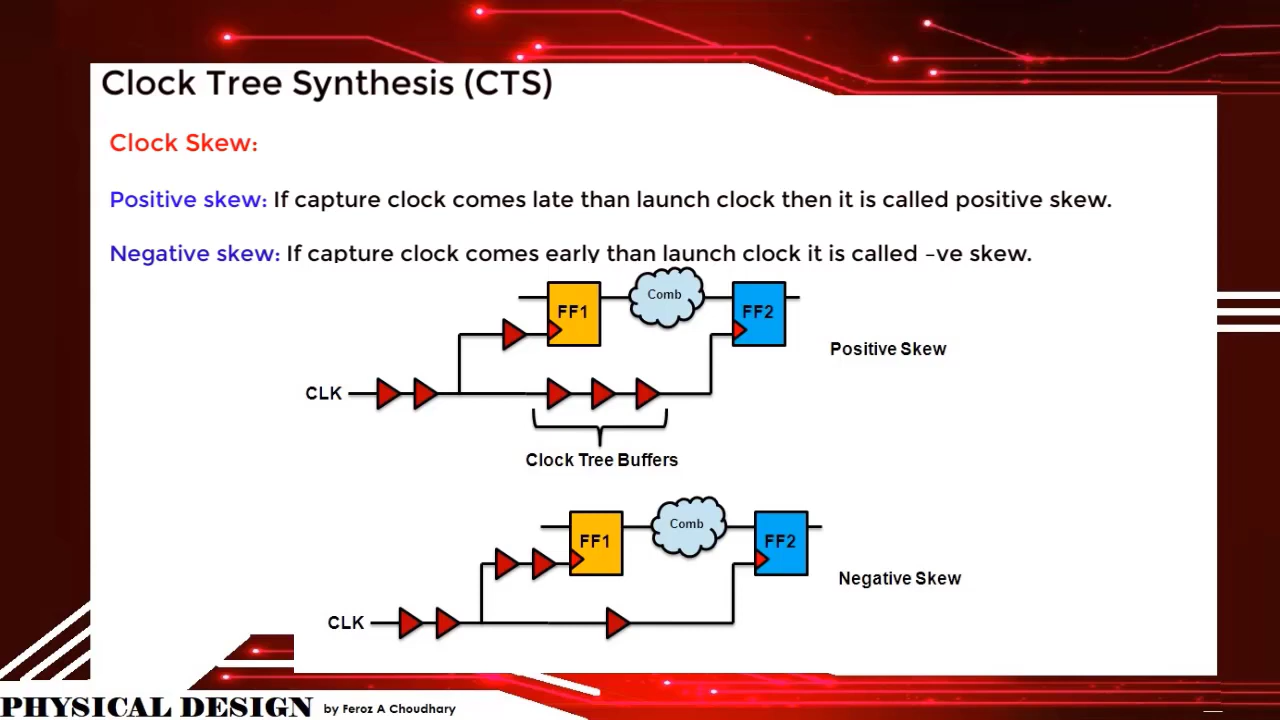 Clock Tree Synthesis (CTS)
Clock Skew:
Positive skew: If capture clock comes late than launch clock then it is called positive skew.
Negative skew: If capture clock comes early than launch clock it is called –ve skew.
FF1
Comb
FF2
Positive Skew
CLK
Clock Tree Buffers
FF1
Comb
FF2
Negative Skew
CLK
PHYSICAL DESIGN by Feroz A Choudhary